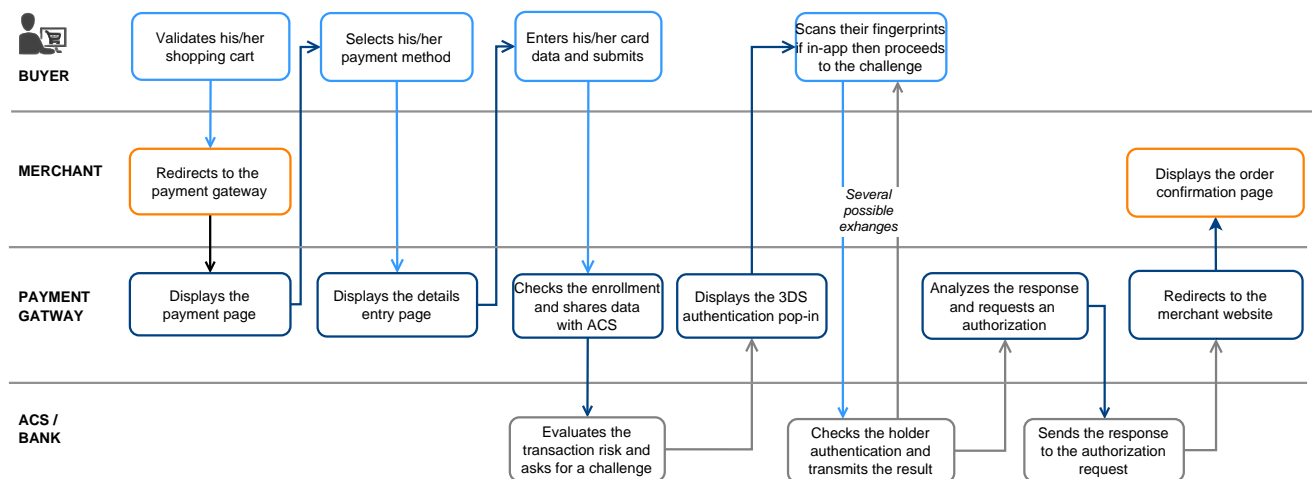 BUYER
Validates his/her
shopping cart
Selects his/her
payment method
Enters his/her card
data and submits
Scans their fingerprints
if in-app then proceeds
to the challenge
MERCHANT
Redirects to the
payment gateway
Several
possible
exhanges
Displays the order
confirmation page
PAYMENT
GATWAY
Displays the
payment page
Displays the details
entry page
Checks the enrollment
and shares data
with ACS
Displays the 3DS
authentication pop-in
Analyzes the response
and requests an
authorization
Redirects to the
merchant website
ACS /
BANK
Evaluates the
transaction risk and
asks for a challenge
Checks the holder
authentication and
transmits the result
Sends the response
to the authorization
request